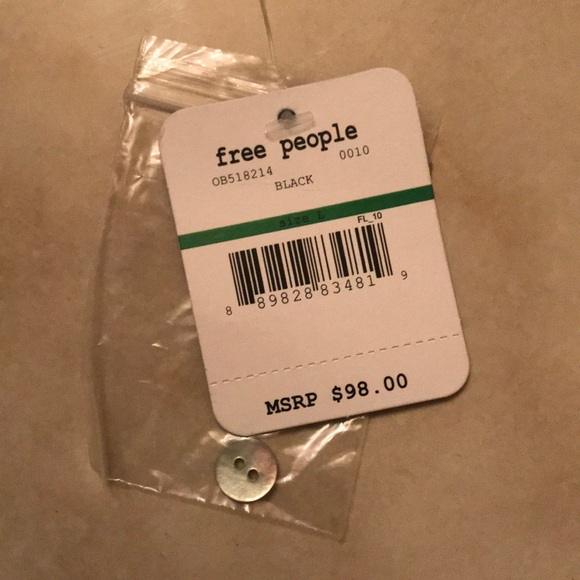 free people
OB518214 0010
BLACK
size L FL_10
8 89828 83481 9
MSRP $98.00